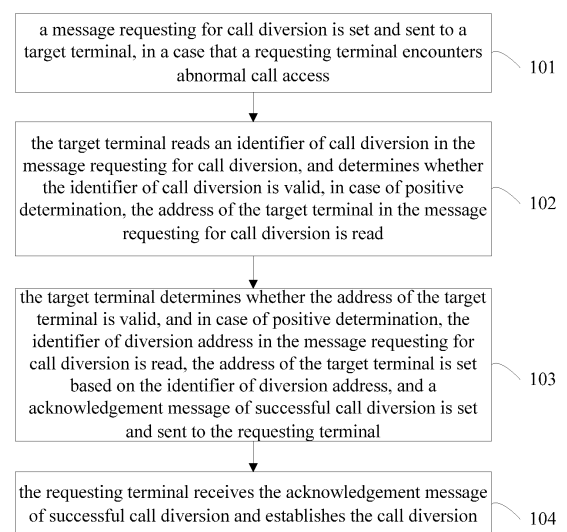 a message requesting for call diversion is set and sent to a
target terminal, in a case that a requesting terminal encounters
abnormal call access
101
the target terminal reads an identifier of call diversion in the
message requesting for call diversion, and determines whether
the identifier of call diversion is valid, in case of positive
determination, the address of the target terminal in the message
requesting for call diversion is read
102
the target terminal determines whether the address of the target
terminal is valid, and in case of positive determination, the
identifier of diversion address in the message requesting for
call diversion is read, the address of the target terminal is set
based on the identifier of diversion address, and a
acknowledgement message of successful call diversion is set
and sent to the requesting terminal
103
the requesting terminal receives the acknowledgement message
of successful call diversion and establishes the call diversion
104